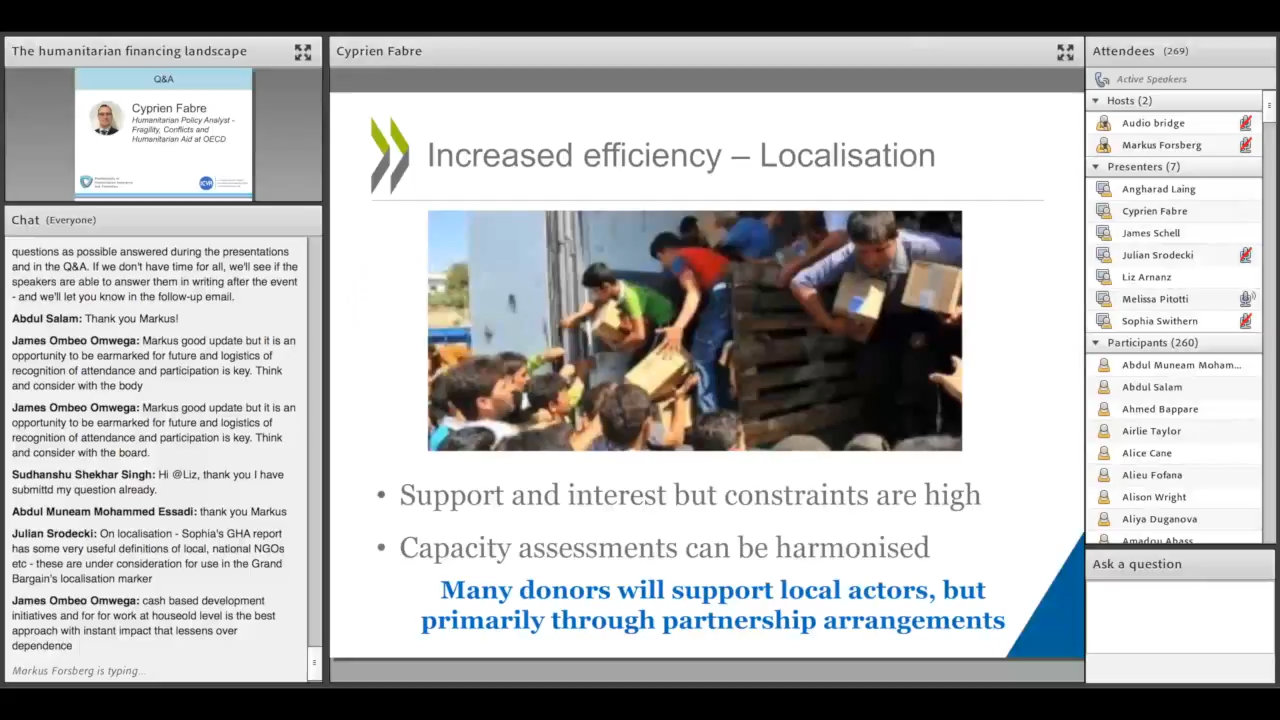 The humanitarian financing landscape
Q&A
Cyprien Fabre
Humanitarian Policy Analyst -
Fragility, Conflicts and
Humanitarian Aid at OECD
Chat (Everyone)
questions as possible answered during the presentations
and in the Q&A. If we don't have time for all, we'll see if the
speakers are able to answer them in writing after the event
- and we'll let you know in the follow-up email.
Abdul Salam: Thank you Markus!
James Ombeo Omwega: Markus good update but it is an
opportunity to be earmarked for future and logistics of
recognition of attendance and participation is key. Think
and consider with the body
James Ombeo Omwega: Markus good update but it is an
opportunity to be earmarked for future and logistics of
recognition of attendance and participation is key. Think
and consider with the board.
Sudhanshu Shekhar Singh: Hi @Liz, thank you I have
submittd my question already.
Abdul Muneam Mohammed Essadi: thank you Markus
Julian Srodecki: On localisation - Sophia's GHA report
has some very useful definitions of local, national NGOs
etc - these are under consideration for use in the Grand
Bargain's localisation marker
James Ombeo Omwega: cash based development
initiatives and for for work at houseold level is the best
approach with instant impact that lessens over
dependence
Markus Forsberg is typing...
Cyprien Fabre
Increased efficiency – Localisation
• Support and interest but constraints are high
• Capacity assessments can be harmonised
Many donors will support local actors, but
primarily through partnership arrangements
Attendees (269)
Active Speakers
Hosts (2)
Audio bridge
Markus Forsberg
Presenters (7)
Angharad Laing
Cyprien Fabre
James Schell
Julian Srodecki
Liz Arnanz
Melissa Pitotti
Sophia Swithern
Participants (260)
Abdul Muneam Moham...
Abdul Salam
Ahmed Bappare
Airlie Taylor
Alice Cane
Alieu Fofana
Alison Wright
Aliya Duganova
Amadou Abass
Ask a question